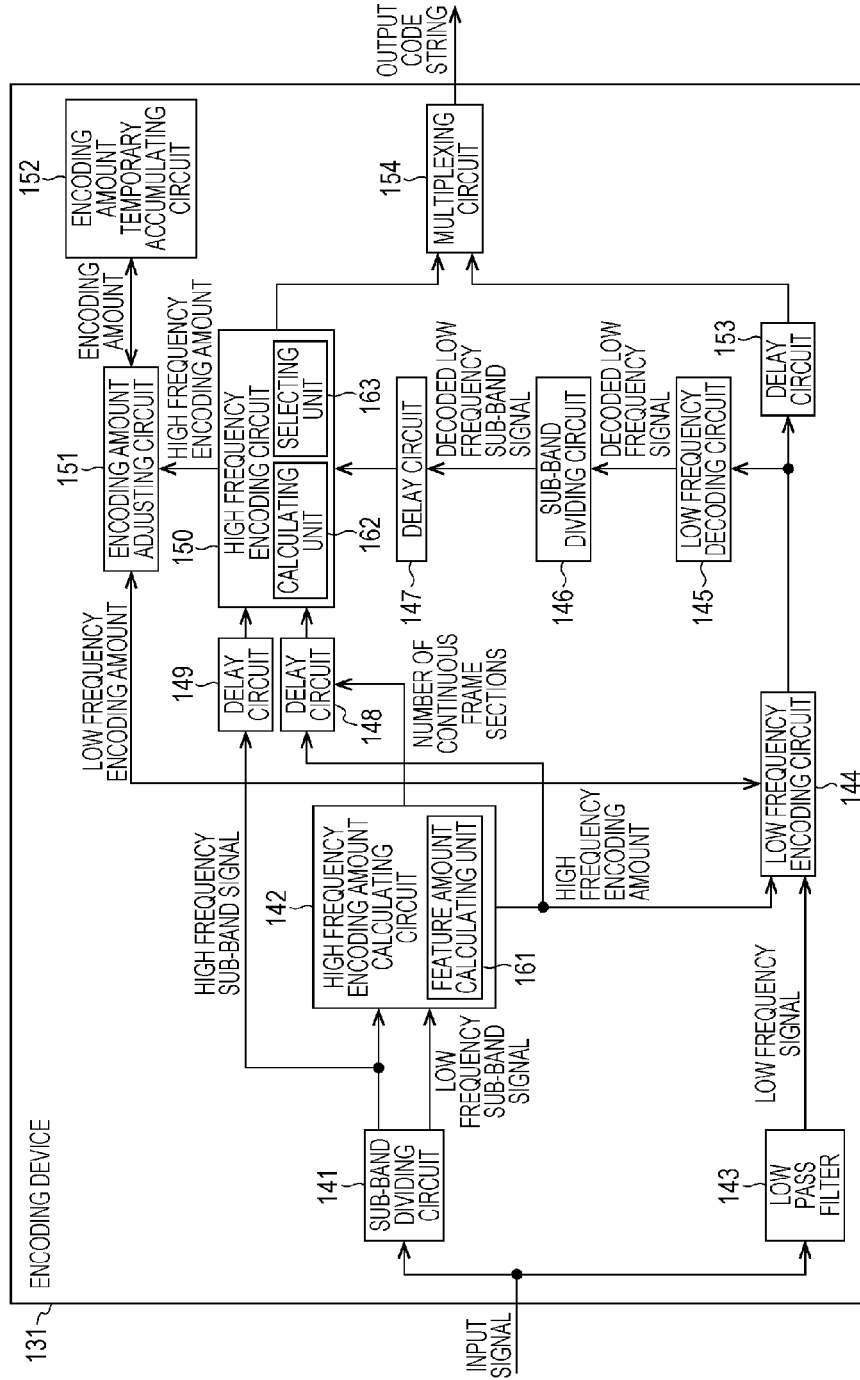 131
ENCODING DEVICE
INPUT
SIGNAL
141
SUB-BAND
DIVIDING
CIRCUIT
143
LOW
PASS
FILTER
HIGH FREQUENCY
SUB-BAND SIGNAL
LOW
FREQUENCY
SUB-BAND
SIGNAL
LOW FREQUENCY
SIGNAL
142
HIGH FREQUENCY
ENCODING AMOUNT
CALCULATING
CIRCUIT
FEATURE AMOUNT
CALCULATING UNIT
161
HIGH
FREQUENCY
ENCODING
AMOUNT
LOW FREQUENCY
ENCODING AMOUNT
149
DELAY
CIRCUIT
DELAY
CIRCUIT
148
NUMBER OF
CONTINUOUS
FRAME
SECTIONS
LOW FREQUENCY
ENCODING CIRCUIT
144
151
ENCODING AMOUNT
ADJUSTING CIRCUIT
ENCODING
AMOUNT
152
ENCODING
AMOUNT
TEMPORARY
ACCUMULATING
CIRCUIT
HIGH FREQUENCY
ENCODING AMOUNT
150
HIGH FREQUENCY
ENCODING CIRCUIT
CALCULATING
UNIT
162
SELECTING
UNIT
163
DELAY CIRCUIT
147
DECODED LOW
FREQUENCY
SUB-BAND
SIGNAL
SUB-BAND
DIVIDING CIRCUIT
146
DECODED LOW
FREQUENCY
SIGNAL
LOW FREQUENCY
DECODING CIRCUIT
145
153
DELAY
CIRCUIT
154
MULTIPLEXING
CIRCUIT
OUTPUT
CODE
STRING